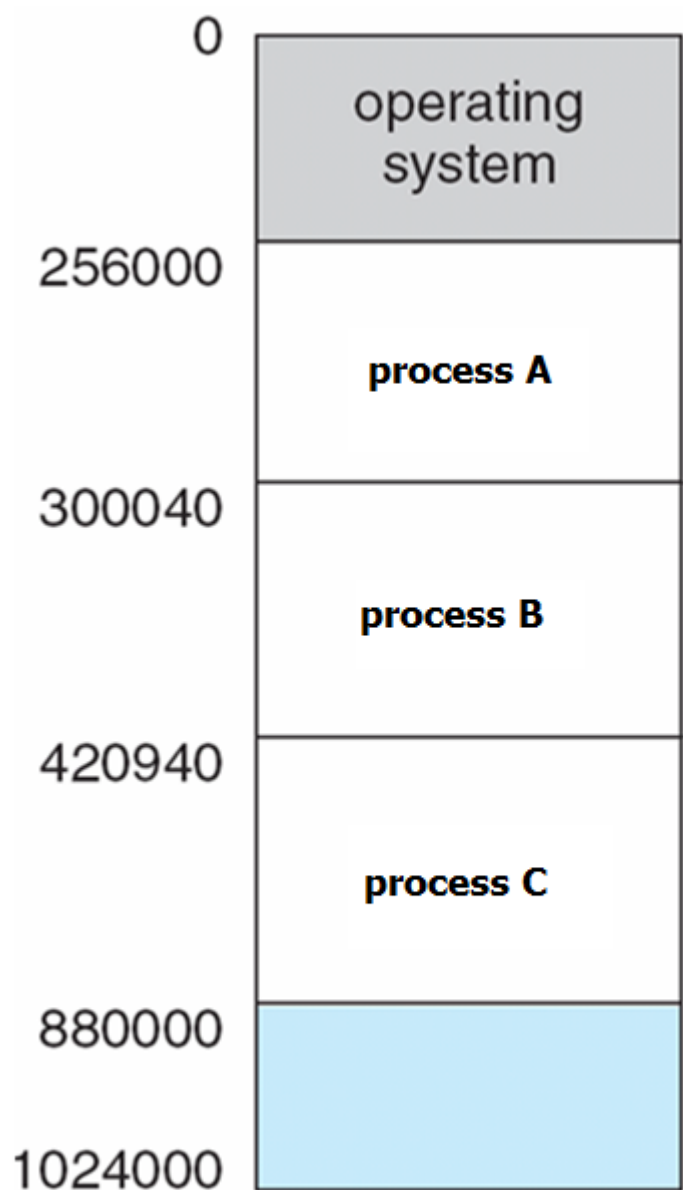 0
operating
system
256000
process A
300040
process B
420940
process C
880000
1024000